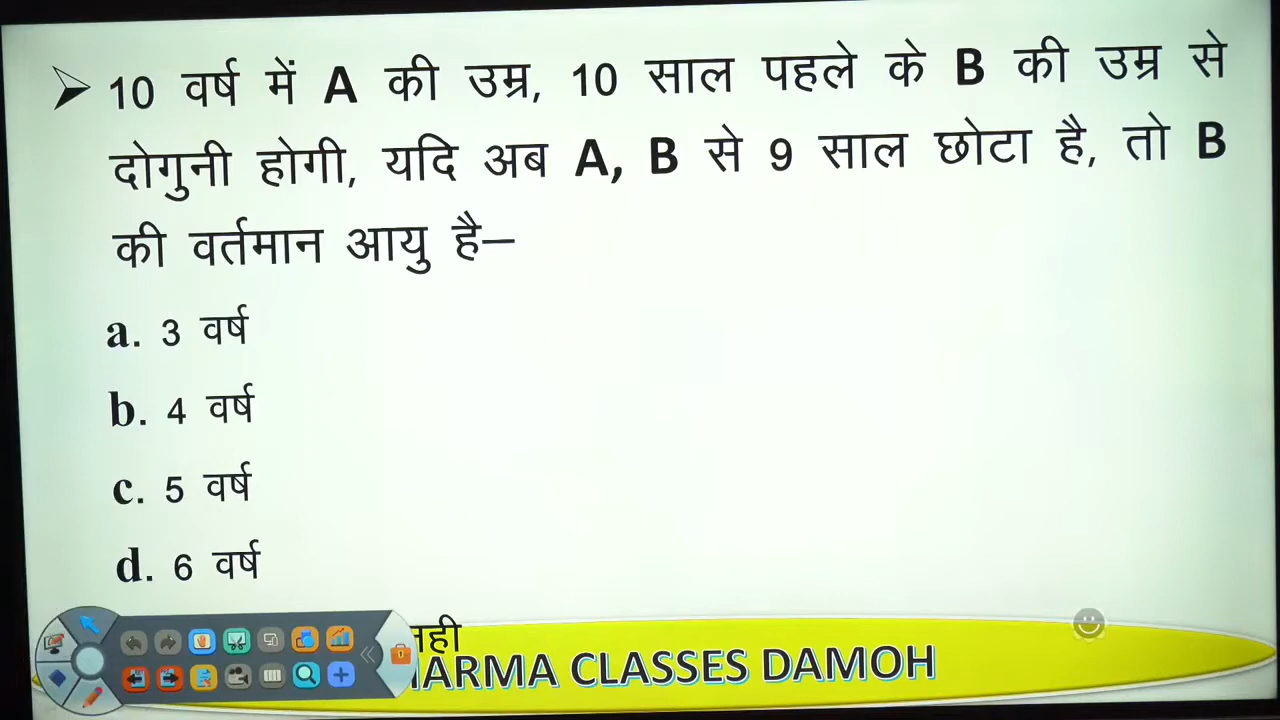 10 वर्ष में A की उम्र, 10 साल पहले के B की उम्र से
दोगुनी होगी, यदि अब A, B से 9 साल छोटा है, तो B
की वर्तमान आयु है–
a. 3 वर्ष
b. 4 वर्ष
c. 5 वर्ष
d. 6 वर्ष
CLASSES DAMOH